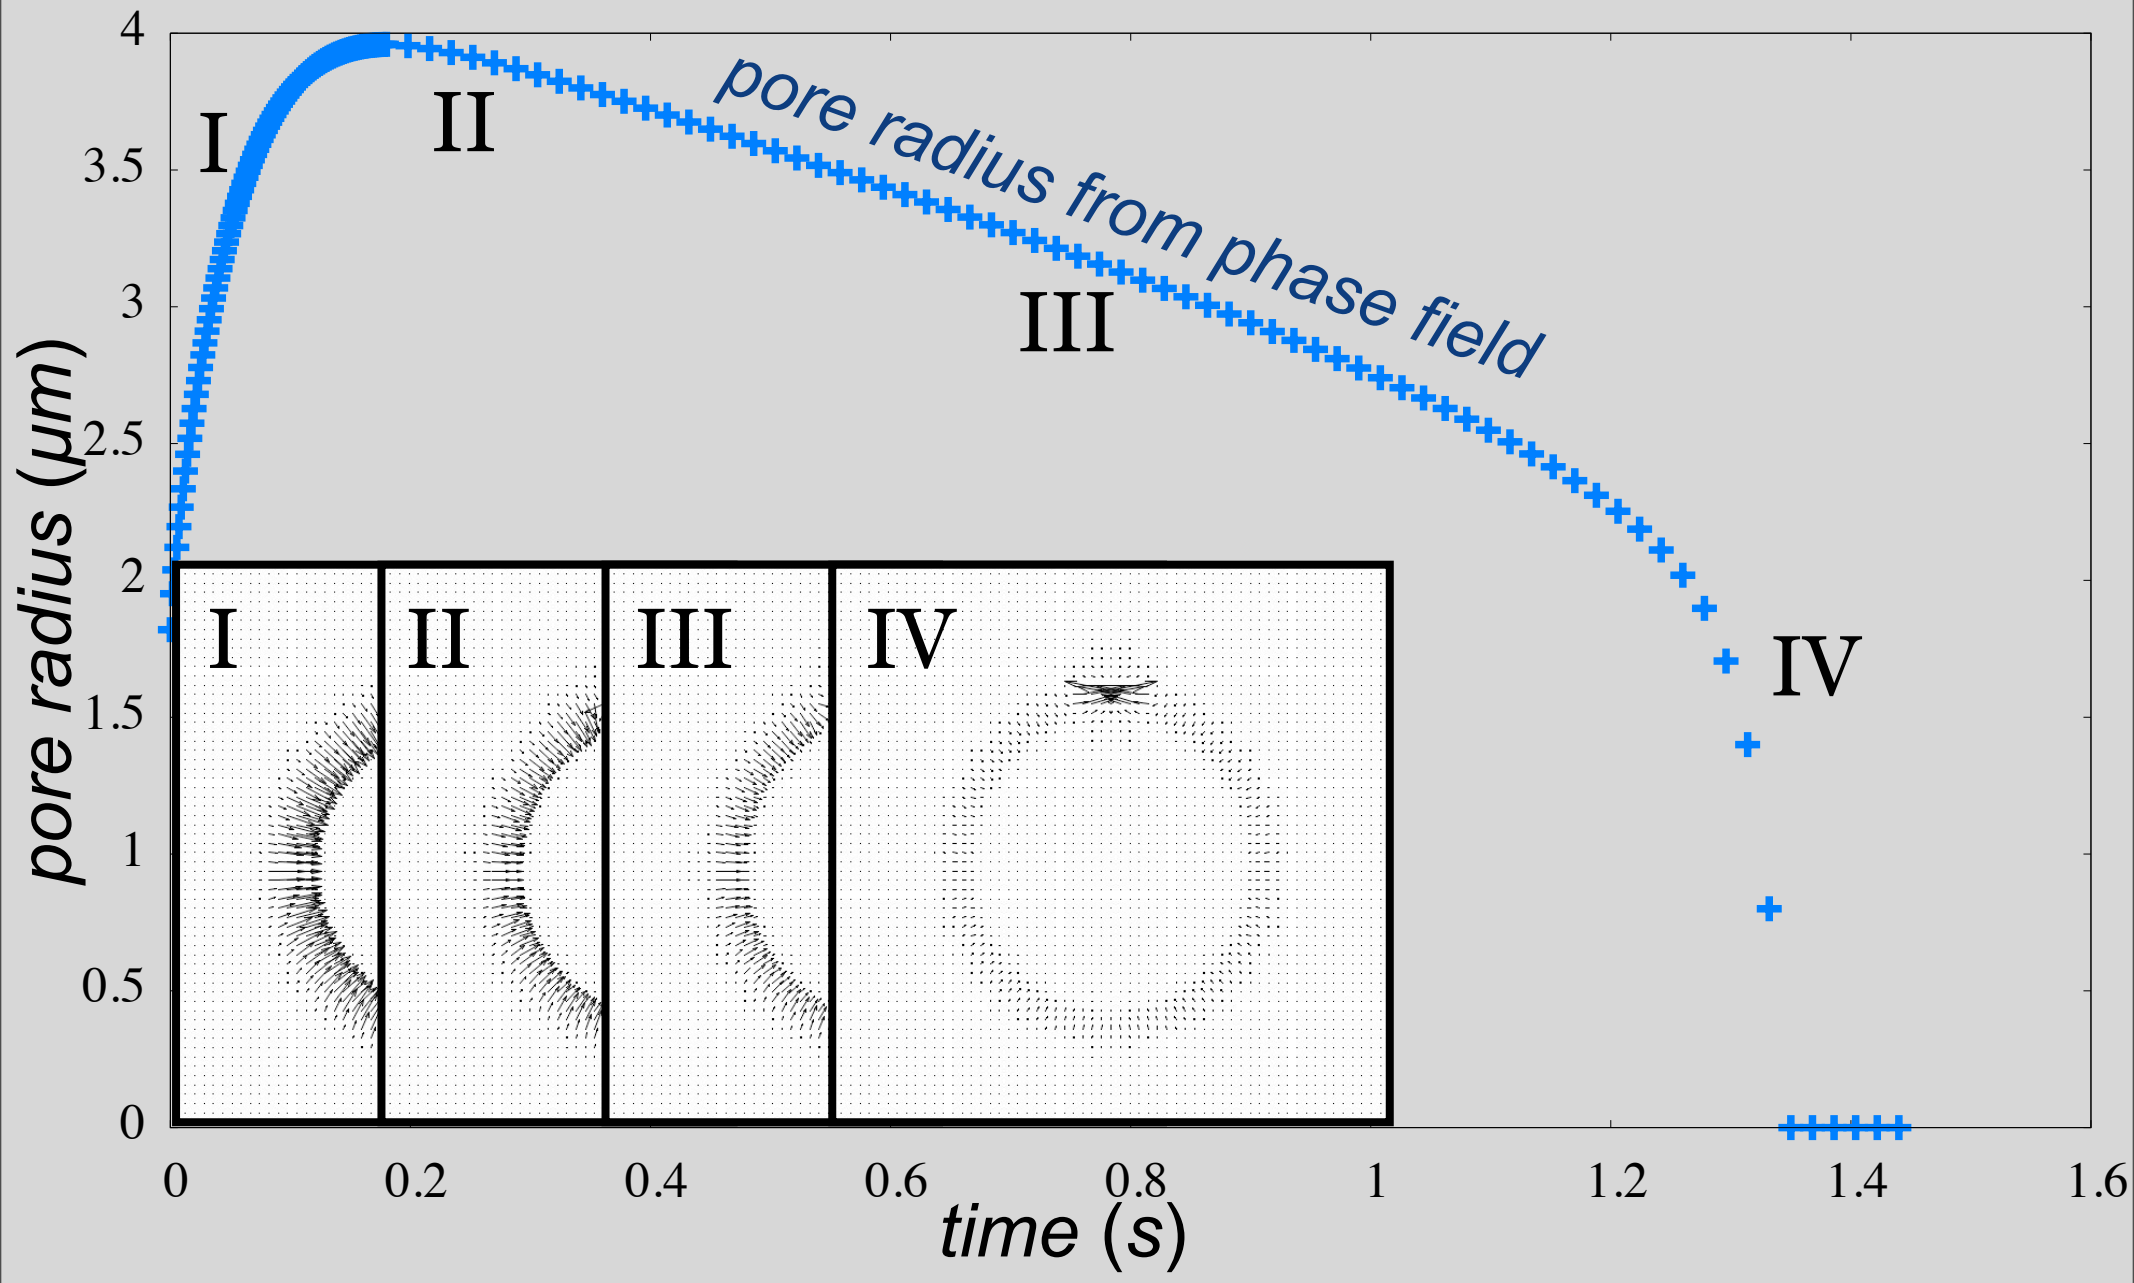 4
3.5
3
2.5
2
1.5
1
0.5
0
pore radius (μm)
I
II
pore radius from phase field
III
IV
I
II
III
IV
0
0.2
0.4
0.6
0.8
1
1.2
1.4
1.6
time (s)